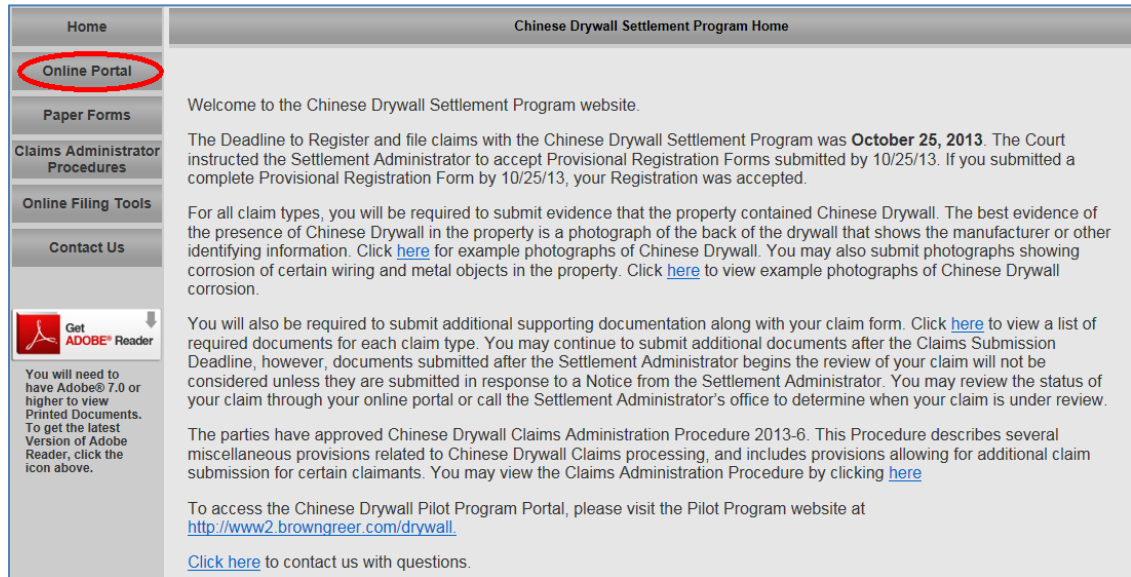 Home
Chinese Drywall Settlement Program Home
Online Portal
Paper Forms
Claims Administrator
Procedures
Online Filing Tools
Contact Us
Get
ADOBE® Reader
You will need to
have Adobe® 7.0 or
higher to view
Printed Documents.
To get the latest
Version of Adobe
Reader, click the
icon above.
Welcome to the Chinese Drywall Settlement Program website.
The Deadline to Register and file claims with the Chinese Drywall Settlement Program was October 25, 2013. The Court
instructed the Settlement Administrator to accept Provisional Registration Forms submitted by 10/25/13. If you submitted a
complete Provisional Registration Form by 10/25/13, your Registration was accepted.
For all claim types, you will be required to submit evidence that the property contained Chinese Drywall. The best evidence of
the presence of Chinese Drywall in the property is a photograph of the back of the drywall that shows the manufacturer or other
identifying information. Click here for example photographs of Chinese Drywall. You may also submit photographs showing
corrosion of certain wiring and metal objects in the property. Click here to view example photographs of Chinese Drywall
corrosion.
You will also be required to submit additional supporting documentation along with your claim form. Click here to view a list of
required documents for each claim type. You may continue to submit additional documents after the Claims Submission
Deadline, however, documents submitted after the Settlement Administrator begins the review of your claim will not be
considered unless they are submitted in response to a Notice from the Settlement Administrator. You may review the status of
your claim through your online portal or call the Settlement Administrator's office to determine when your claim is under review.
The parties have approved Chinese Drywall Claims Administration Procedure 2013-6. This Procedure describes several
miscellaneous provisions related to Chinese Drywall Claims processing, and includes provisions allowing for additional claim
submission for certain claimants. You may view the Claims Administration Procedure by clicking here
To access the Chinese Drywall Pilot Program Portal, please visit the Pilot Program website at
http://www2.browngreer.com/drywall.
Click here to contact us with questions.